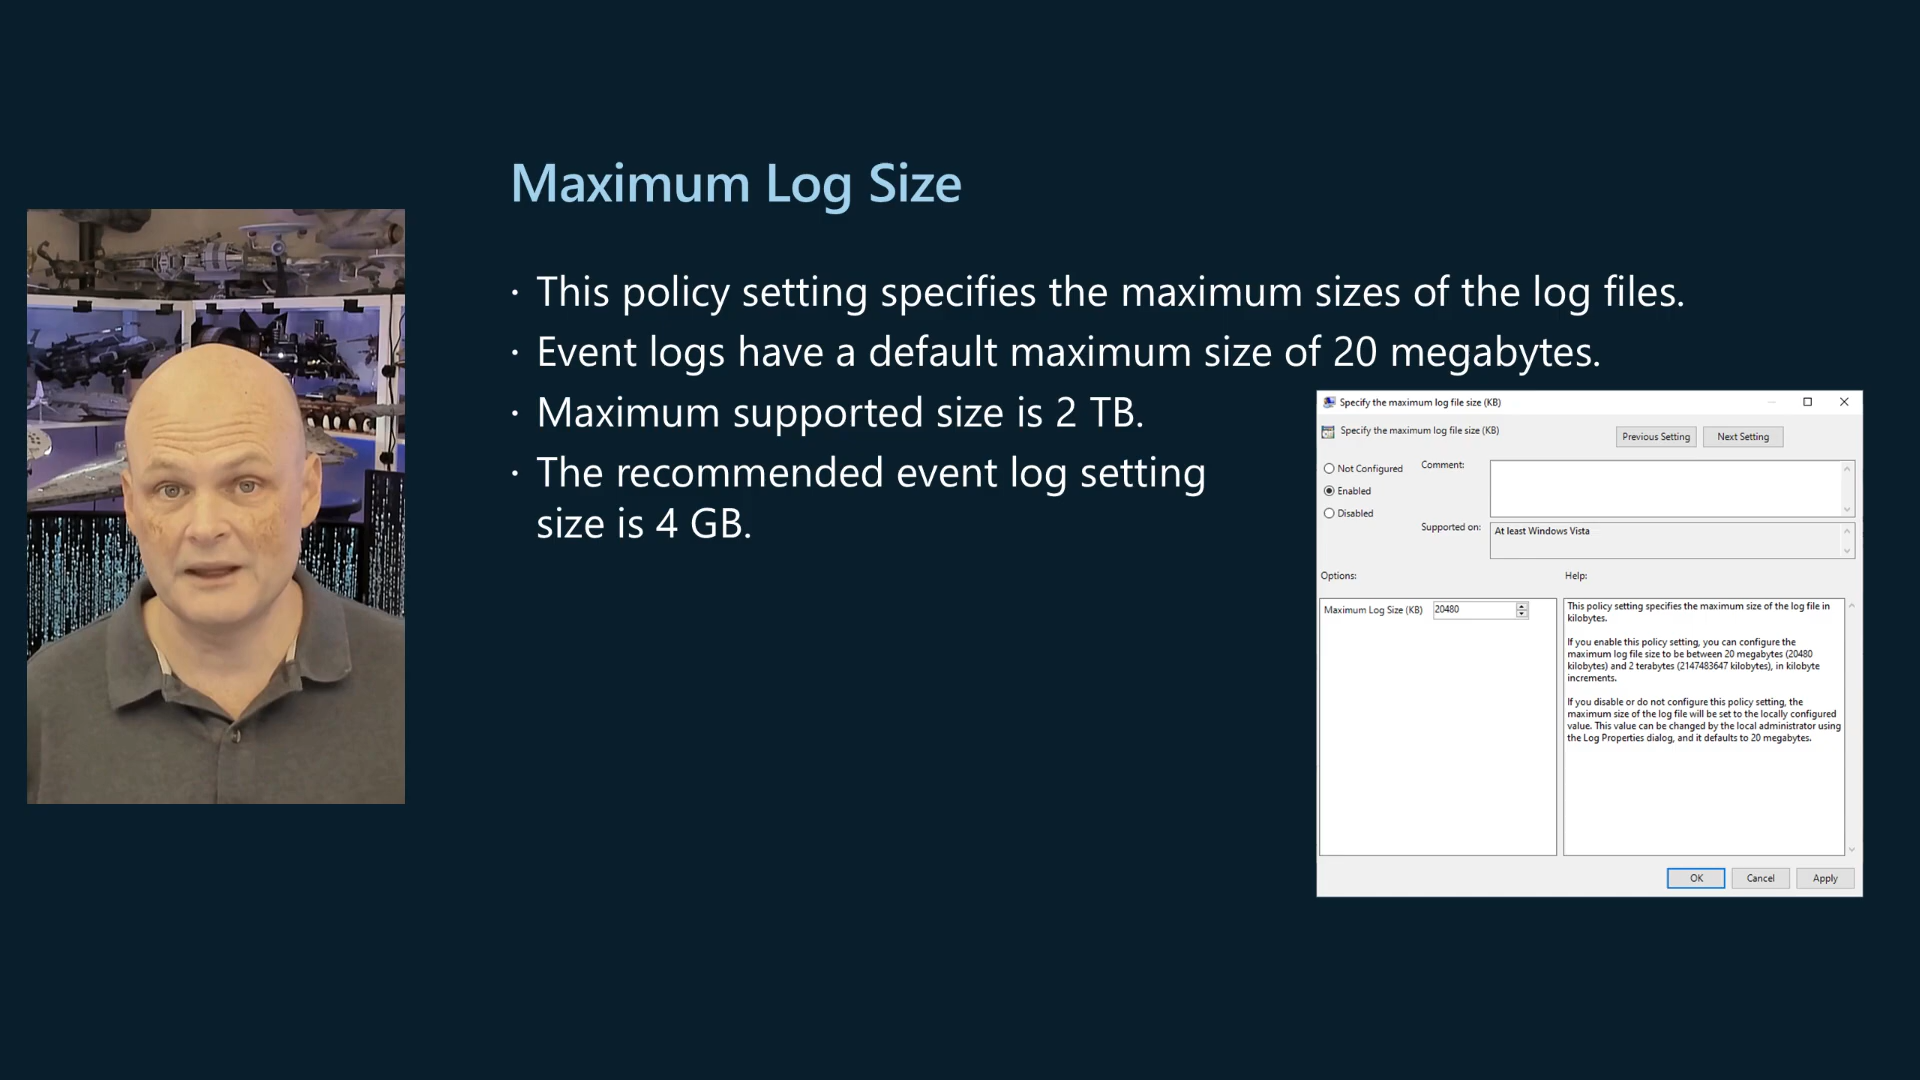 Maximum Log Size
· This policy setting specifies the maximum sizes of the log files.
· Event logs have a default maximum size of 20 megabytes.
· Maximum supported size is 2 TB.
· The recommended event log setting
size is 4 GB.
Specify the maximum log file size (KB)
Specify the maximum log file size (KB)
Previous Setting
Next Setting
Not Configured
Enabled
Disabled
Comment:
Supported on:
At least Windows Vista
Options:
Help:
Maximum Log Size (KB)
20480
This policy setting specifies the maximum size of the log file in
kilobytes.
If you enable this policy setting, you can configure the
maximum log file size to be between 20 megabytes (20480
kilobytes) and 2 terabytes (2147483647 kilobytes), in kilobyte
increments.
If you disable or do not configure this policy setting, the
maximum size of the log file will be set to the locally configured
value. This value can be changed by the local administrator using
the Log Properties dialog, and it defaults to 20 megabytes.
OK
Cancel
Apply